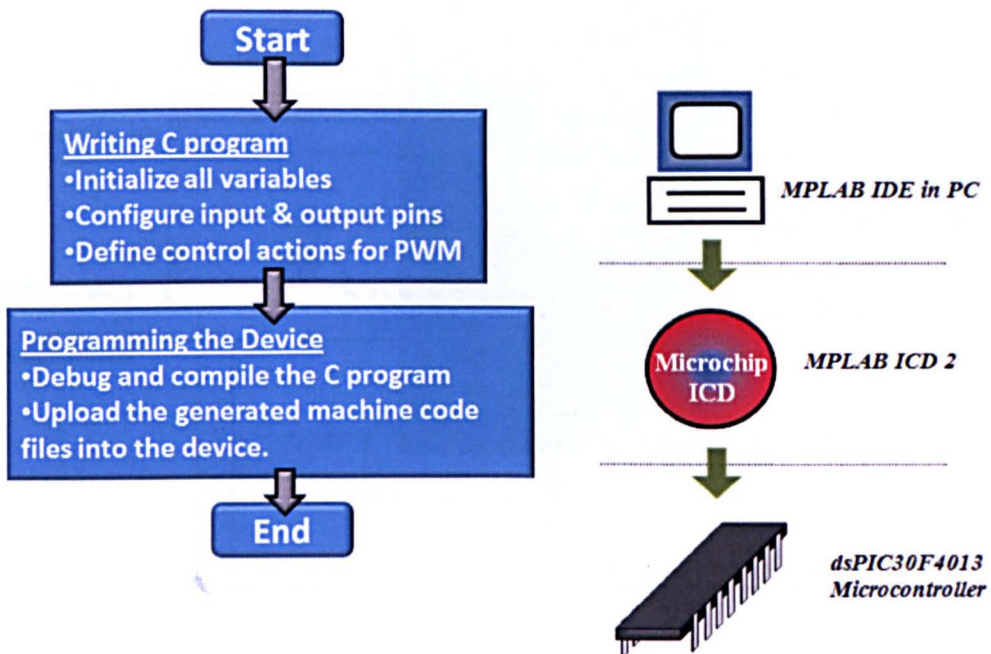 Start
Writing C program
•Initialize all variables
•Configure input & output pins
•Define control actions for PWM
Programming the Device
•Debug and compile the C program
•Upload the generated machine code
files into the device.
End
MPLAB IDE in PC
Microchip
ICD
MPLAB ICD 2
dsPIC30F4013
Microcontroller